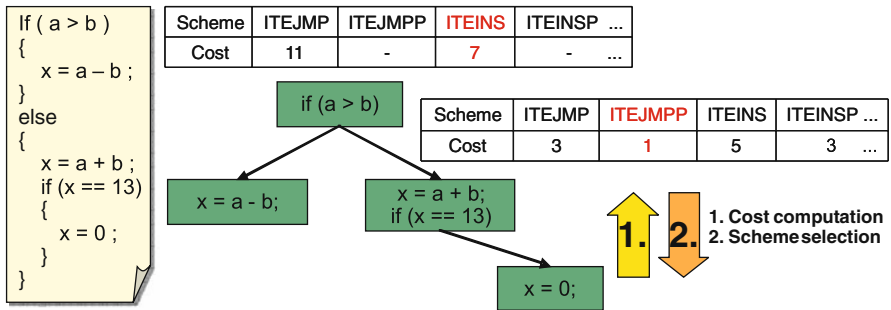 If ( a > b )
{
x = a – b ;
}
else
{
x = a + b ;
if (x == 13)
{
x = 0 ;
}
}
Scheme ITEJMP ITEJMPP ITEINS ITEINSP ...
Cost 11 - 7 - ...
if (a > b)
Scheme ITEJMP ITEJMPP ITEINS ITEINSP ...
Cost 3 1 5 3 ...
x = a - b;
x = a + b;
if (x == 13)
x = 0;
1.
2.
1. Cost computation
2. Scheme selection